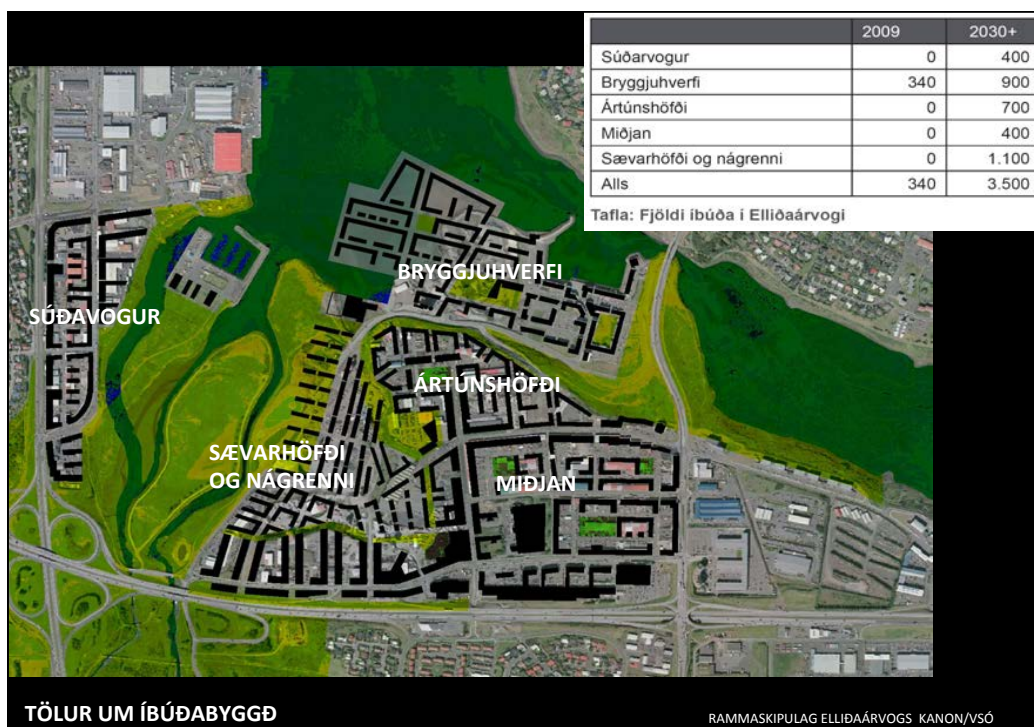 2009 2030+
Súðarvogur 0 400
Bryggjuhverfi 340 900
Ártúnshöfði 0 700
Miðjan 0 400
Sævarhöfði og nágrenni 0 1.100
Alls 340 3.500
Tafla: Fjöldi íbúða í Elliðaárvogi
BRYGGJUHVERFI
SÚÐAVOGUR
ÁRTÚNSHÖFÐI
SÆVARHÖFÐI
OG NÁGRENNI
MIÐJAN
TÖLUR UM ÍBÚÐABYGGÐ
RAMMASKIPULAG ELLIÐAÁRVOGS KANON/VSÓ